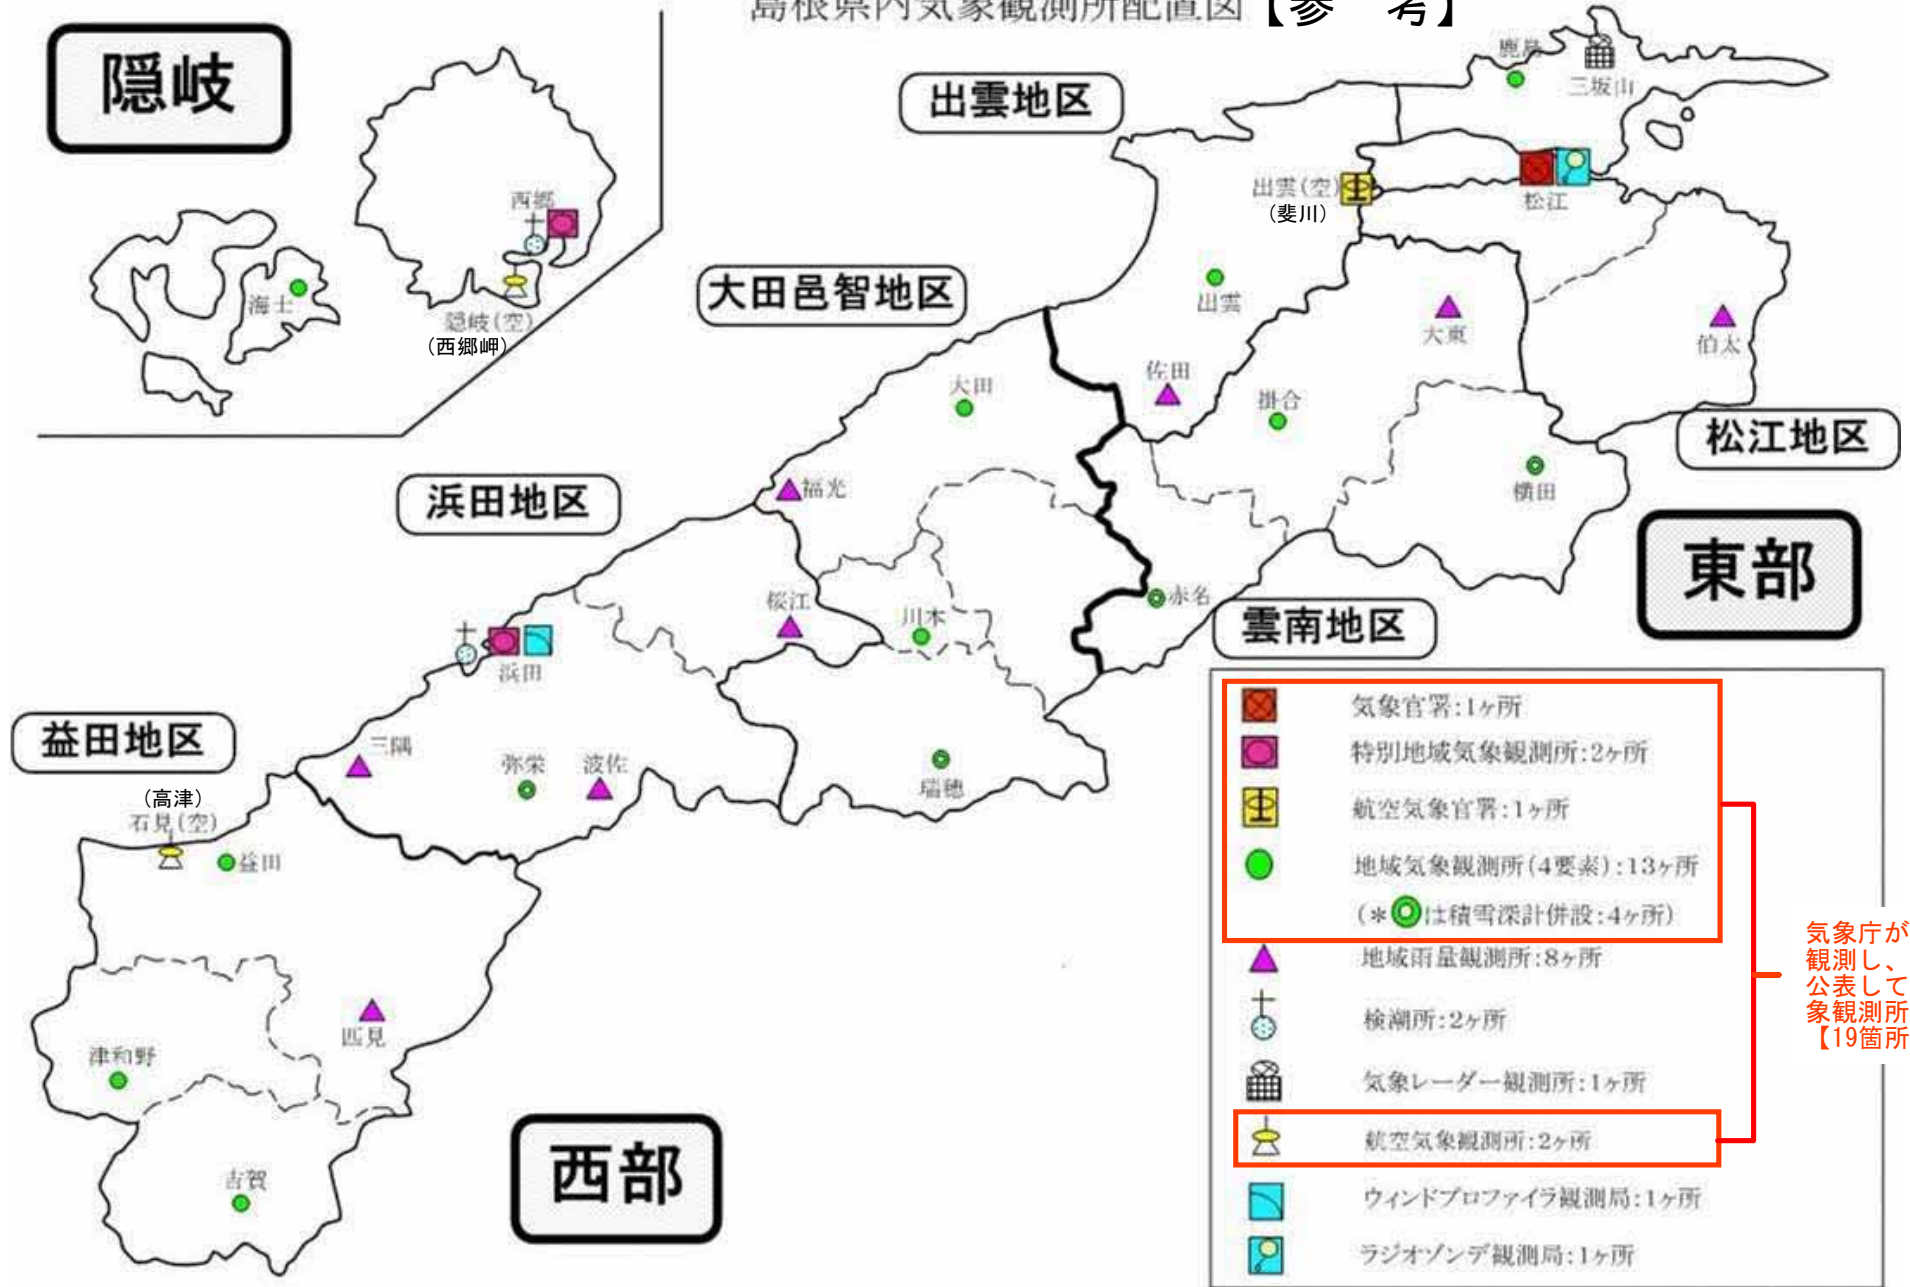 島根県内気象観測所配置図【参　考】
隠岐
西郷
海士
隠岐(空)
(西郷岬)
出雲地区
鹿島
三坂山
出雲(空)
(斐川)
松江
大田邑智地区
出雲
大東
伯太
佐田
大田
掛合
松江地区
横田
浜田地区
福光
東部
桜江
川本
赤名
雲南地区
浜田
益田地区
三隅
弥栄
波佐
瑞穂
(高津)
石見(空)
益田
匹見
津和野
吉賀
西部
気象官署:1ヶ所
特別地域気象観測所:2ヶ所
航空気象官署:1ヶ所
地域気象観測所(4要素):13ヶ所
(*◎は積雪深計併設:4ヶ所)
地域雨量観測所:8ヶ所
検潮所:2ヶ所
気象レーダー観測所:1ヶ所
航空気象観測所:2ヶ所
ウィンドプロファイラ観測局:1ヶ所
ラジオゾンデ観測局:1ヶ所
気象庁が
観測し、
公表して
象観測所
【19箇所